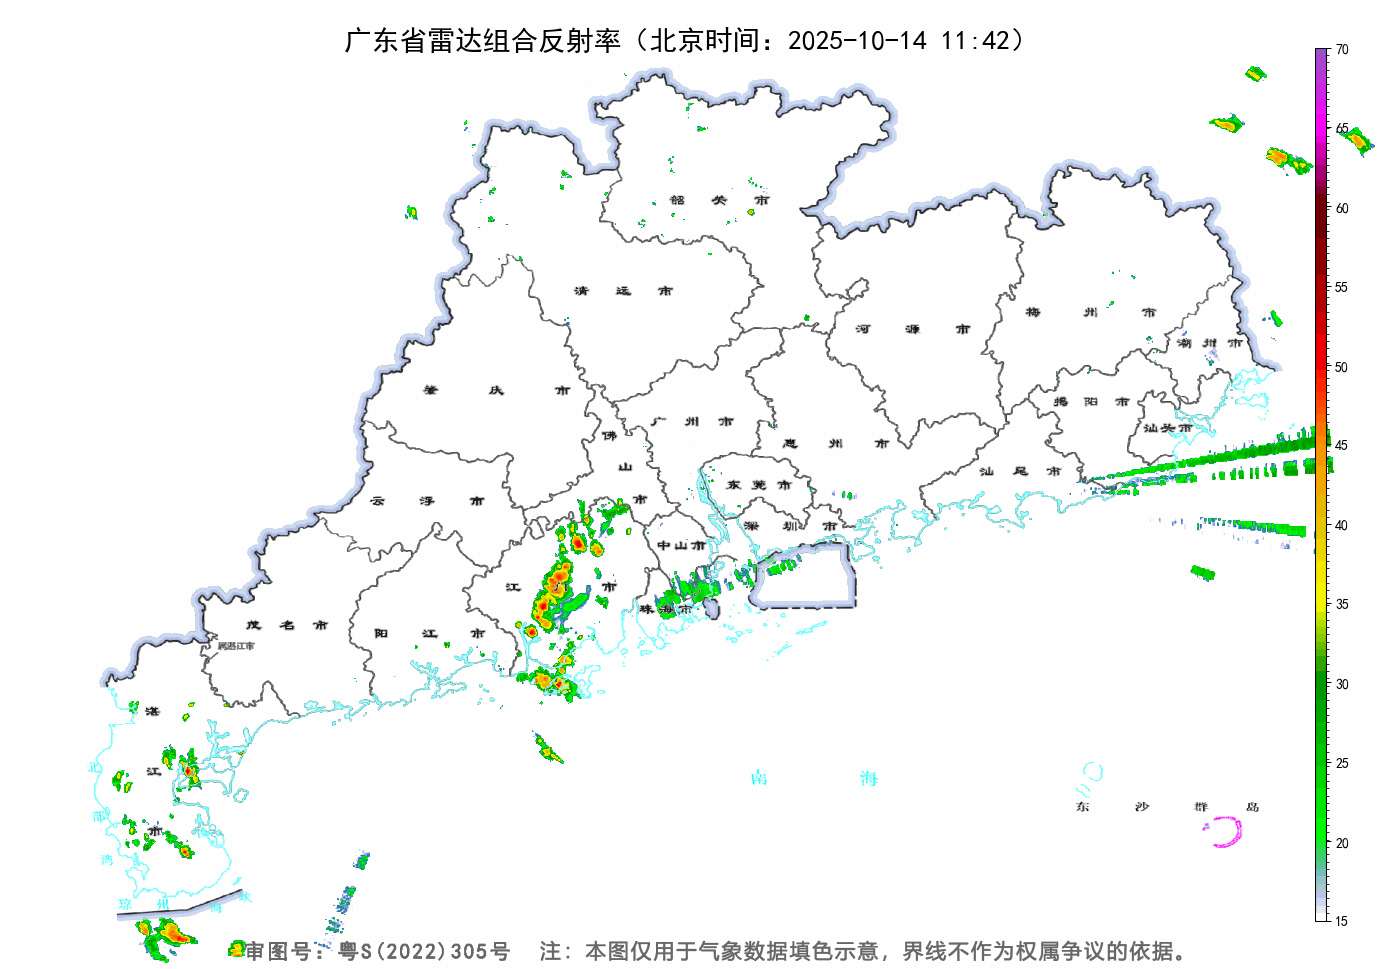 广东省雷达组合反射率（北京时间：2025-10-14 11:42）
70
65
60
55
50
45
40
35
30
25
20
15
韶关市
清远市
河源市
梅州市
潮州市
肇庆市
广州市
佛山市
惠州市
揭阳市
汕头市
汕尾市
东莞市
云浮市
深圳市
中山市
江门市
珠海市
茂名市
阳江市
属湛江市
湛江市
北部湾
南海
东沙群岛
琼州海峡
审图号：粤S(2022)305号 注：本图仅用于气象数据填色示意，界线不作为权属争议的依据。